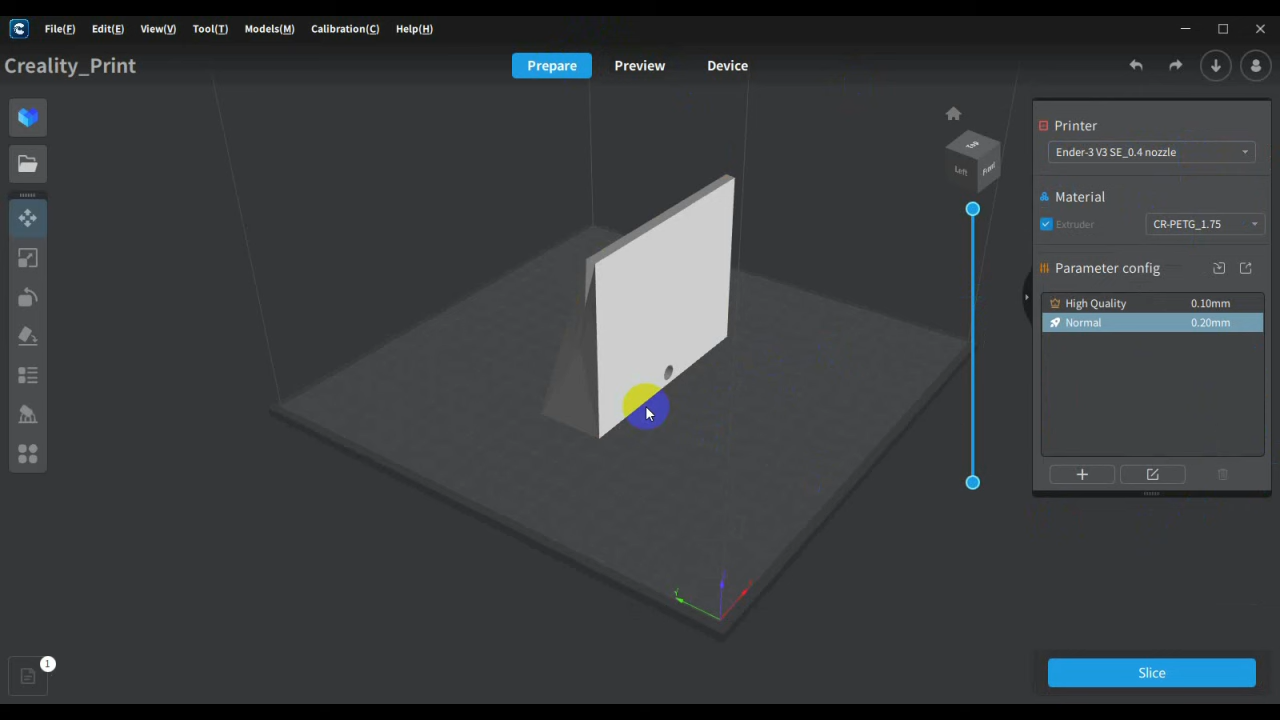 File(F) Edit(E) View(V) Tool(T) Models(M) Calibration(C) Help(H)
Creality_Print
Prepare Preview Device
Top
Left
Front
Printer
Ender-3 V3 SE_0.4 nozzle
Material
Extruder CR-PETG_1.75
Parameter config
High Quality 0.10mm
Normal 0.20mm
Y
1
Slice